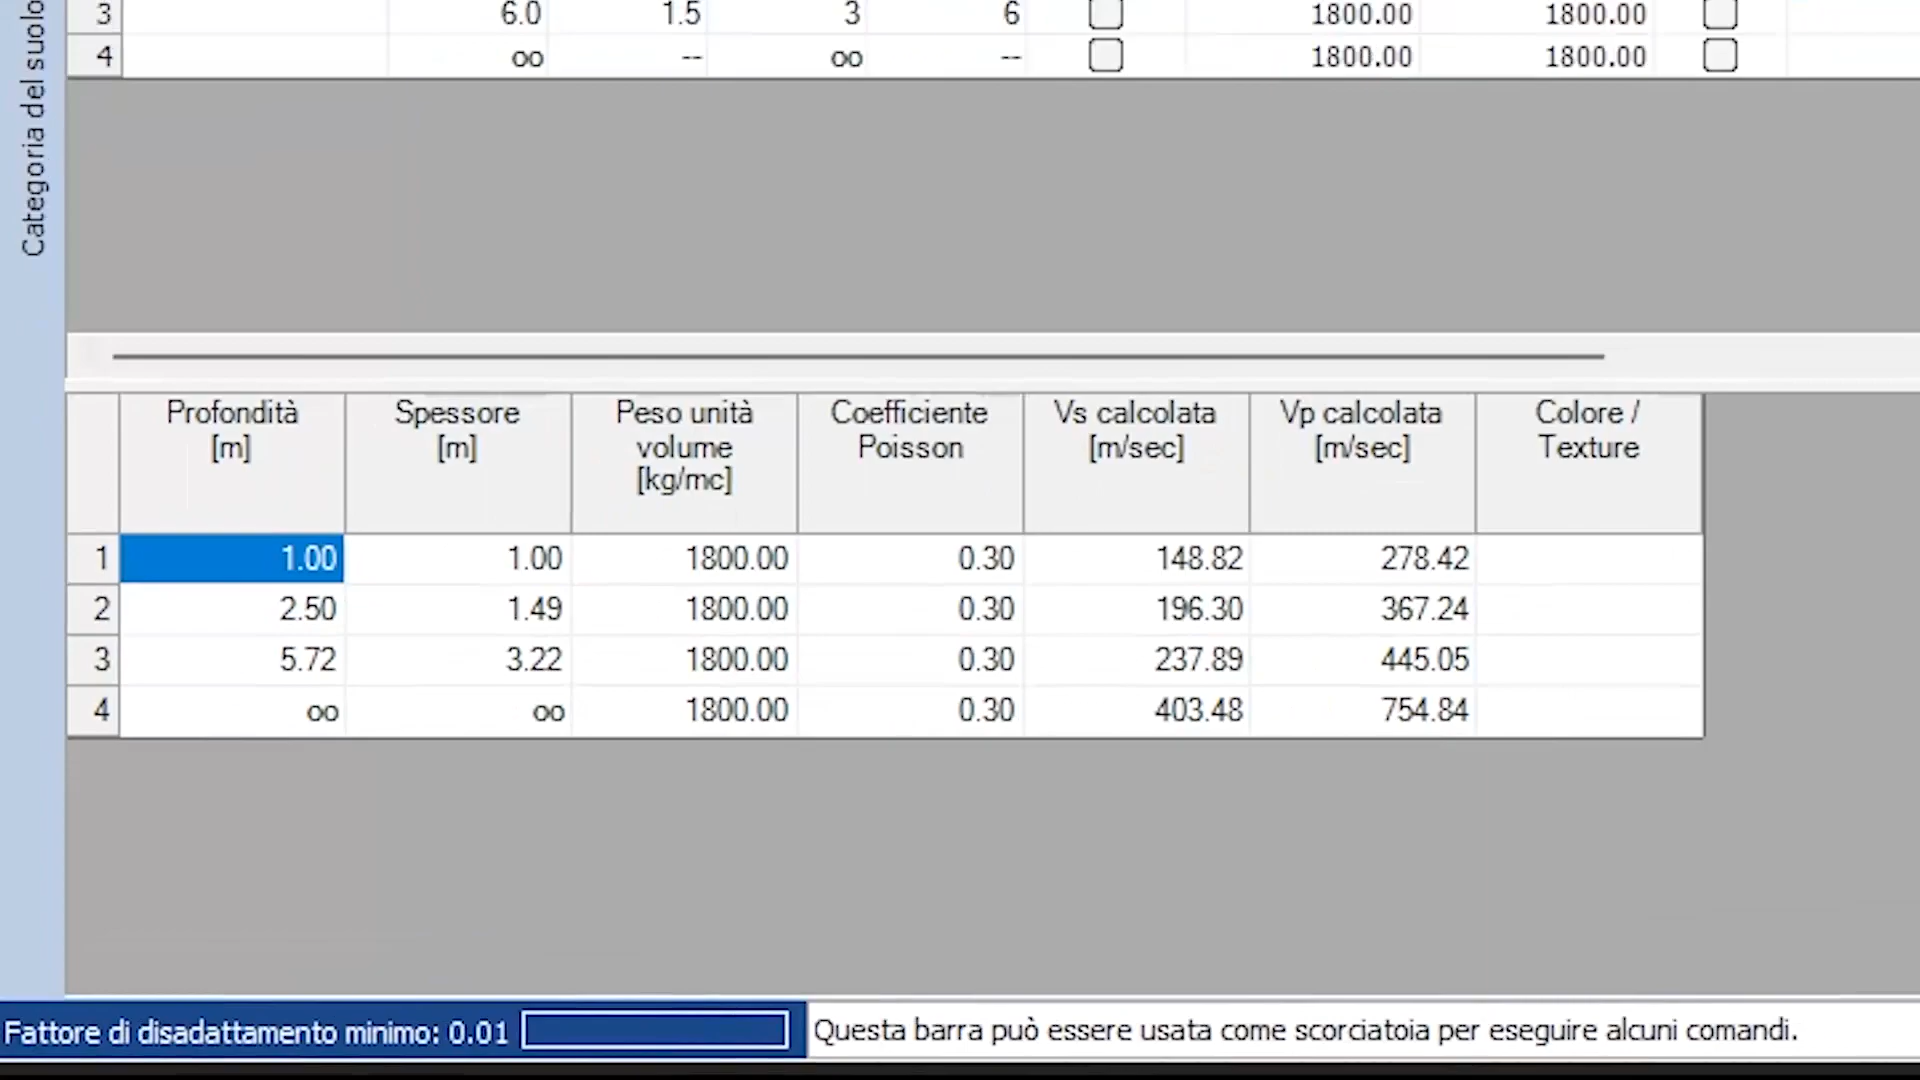 Categoria del suolo
3 6.0 1.5 3 6 1800.00 1800.00
4 oo -- oo -- 1800.00 1800.00
Profondità [m] Spessore [m] Peso unità volume [kg/mc] Coefficiente Poisson Vs calcolata [m/sec] Vp calcolata [m/sec] Colore / Texture
1 1.00 1.00 1800.00 0.30 148.82 278.42
2 2.50 1.49 1800.00 0.30 196.30 367.24
3 5.72 3.22 1800.00 0.30 237.89 445.05
4 oo oo 1800.00 0.30 403.48 754.84
Fattore di disadattamento minimo: 0.01
Questa barra può essere usata come scorciatoia per eseguire alcuni comandi.